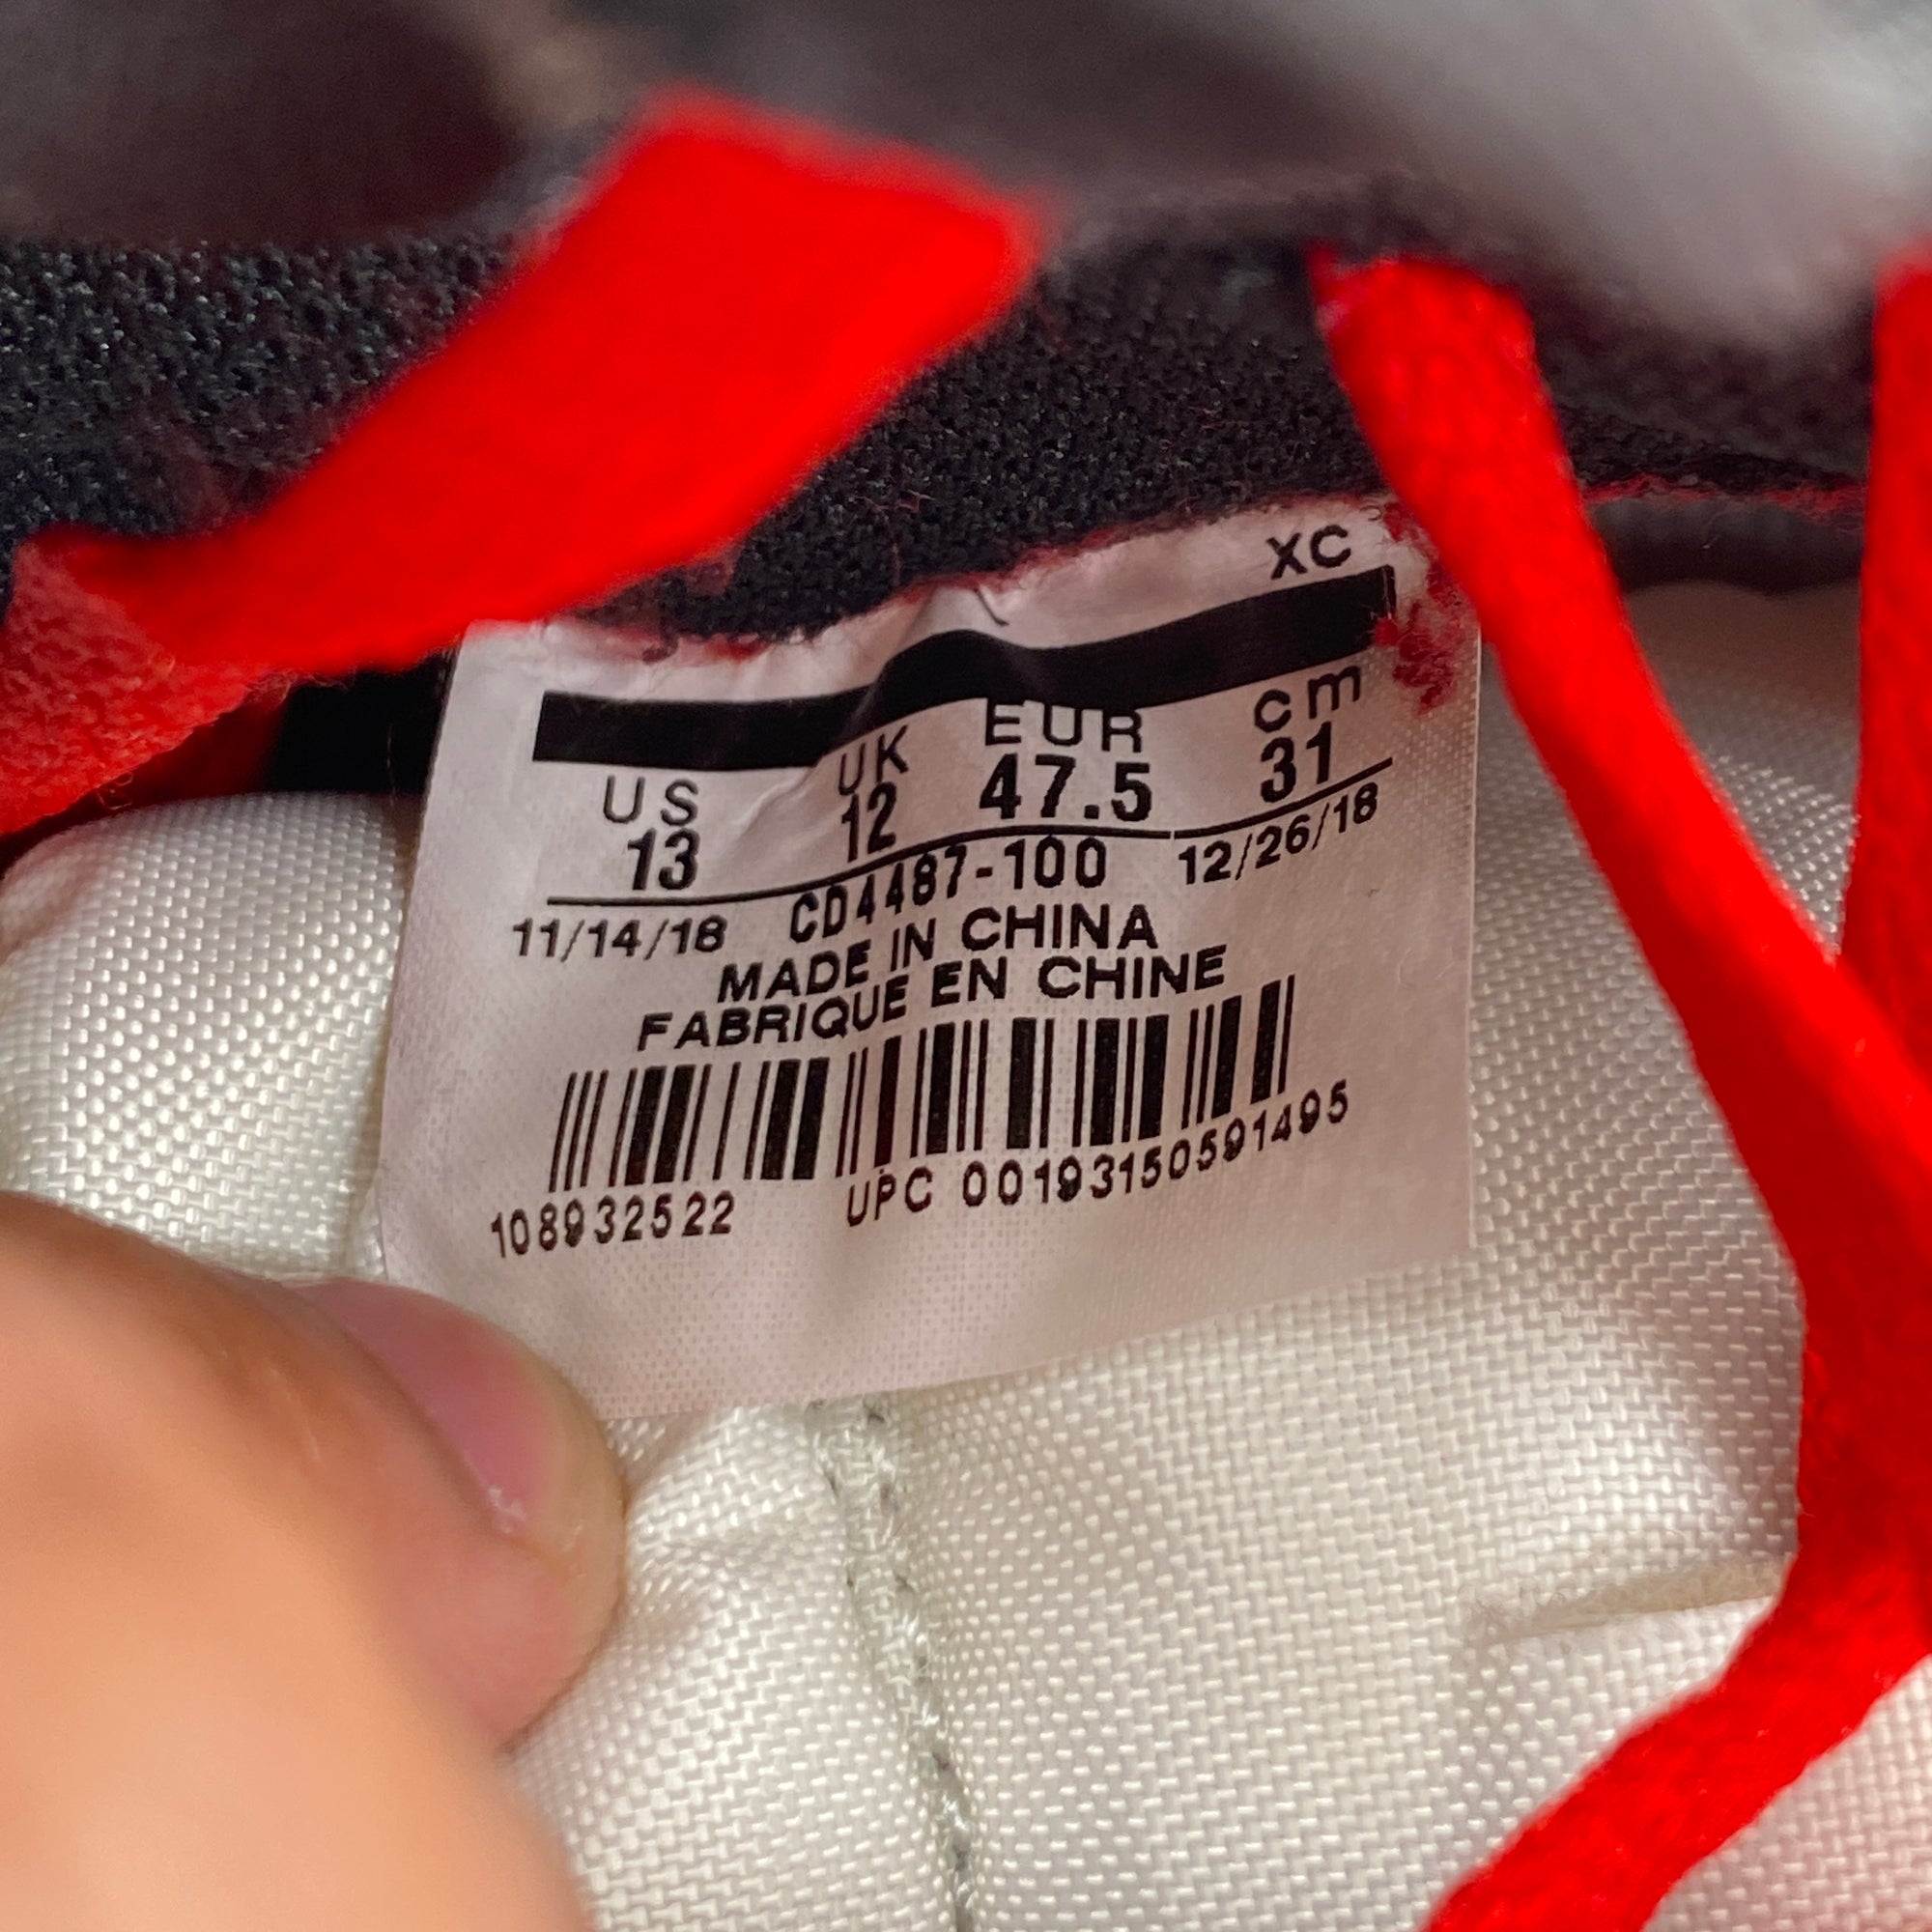 XC
US UK EUR cm
13 12 47.5 31
11/14/18 CD4487-100 12/26/18
MADE IN CHINA
FABRIQUE EN CHINE
108932522 UPC 00193150591495